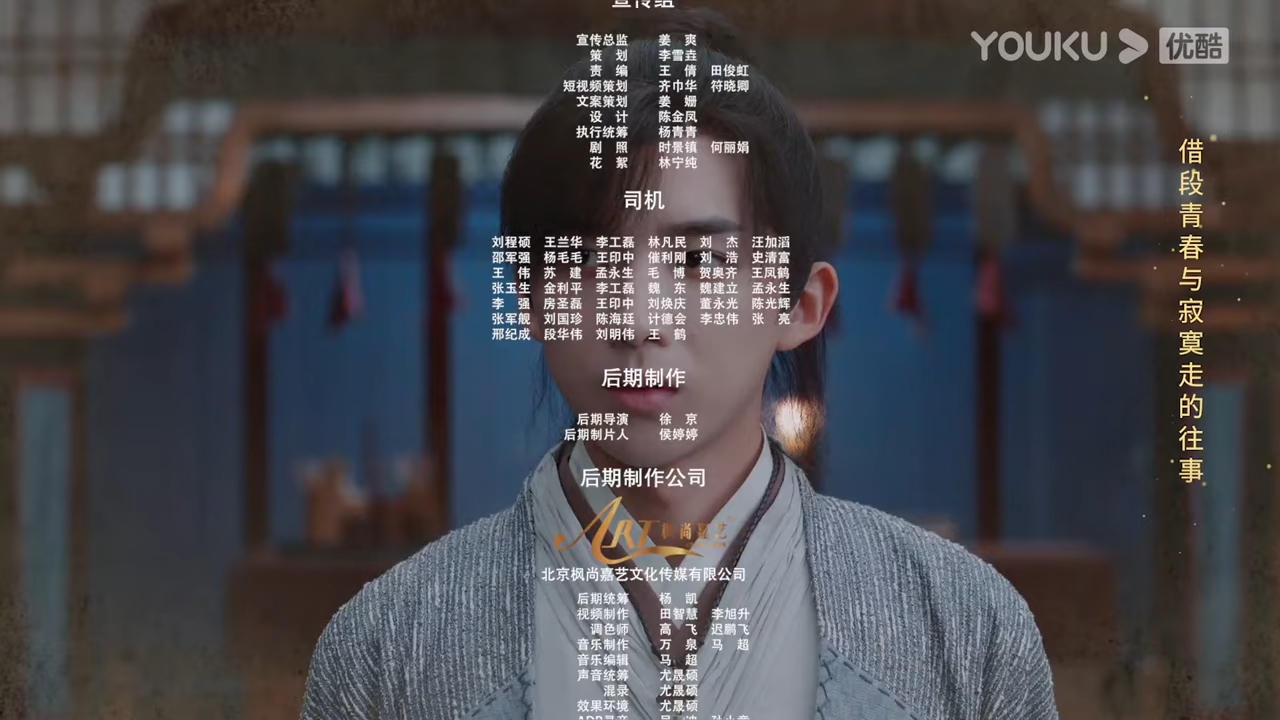 宣传组
YOUKU 优酷
宣传总监 姜 爽
策 划 李雪垚
责 编 王 倩 田俊虹
短视频策划 齐巾华 符晓卿
文案策划 姜 姗
设 计 陈金凤
执行统筹 杨青青
剧 照 时景镇 何丽娟
花 絮 林宁纯
司机
刘程硕 王兰华 李工磊 林凡民 刘 杰 汪加滔
邵军强 杨毛毛 王印中 催利刚 刘 浩 史清富
王 伟 苏 建 孟永生 毛 博 贺奥齐 王凤鹤
张玉生 金利平 李工磊 魏 东 魏建立 孟永生
李 强 房圣磊 王印中 刘焕庆 董永光 陈光辉
张军舰 刘国珍 陈海廷 计德会 李忠伟 张 亮
邢纪成 段华伟 刘明伟 王 鹤
后期制作
后期导演 徐 京
后期制片人 侯婷婷
后期制作公司
ART 枫尚嘉艺
北京枫尚嘉艺文化传媒有限公司
后期统筹 杨 凯
视频制作 田智慧 李旭升
调色师 高 飞 迟鹏飞
音乐制作 万 泉 马 超
音乐编辑 马 超
声音统筹 尤晟硕
混录 尤晟硕
效果环境 尤晟硕
借段青春与寂寞走的往事